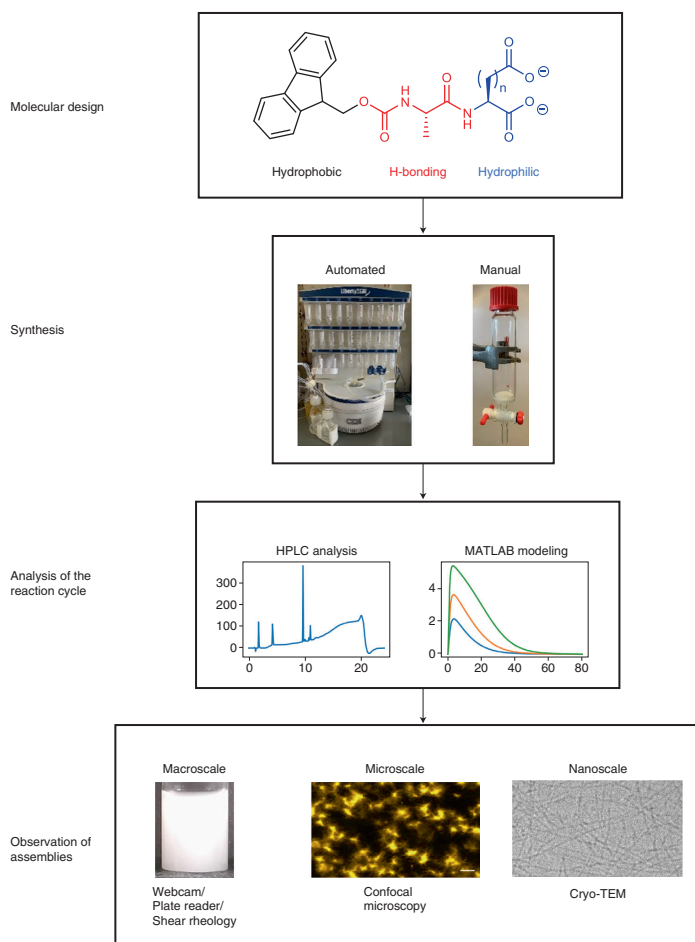 Molecular design
O
O
( ) n
O
H
N
O
N
H
O
O
O
O
Hydrophobic
H-bonding
Hydrophilic
Synthesis
Automated
Manual
Analysis of the
reaction cycle
HPLC analysis
300
200
100
0
0 10 20
MATLAB modeling
4
2
0
0 20 40 60 80
Observation of
assemblies
Macroscale
Webcam/
Plate reader/
Shear rheology
Microscale
Confocal
microscopy
Nanoscale
Cryo-TEM